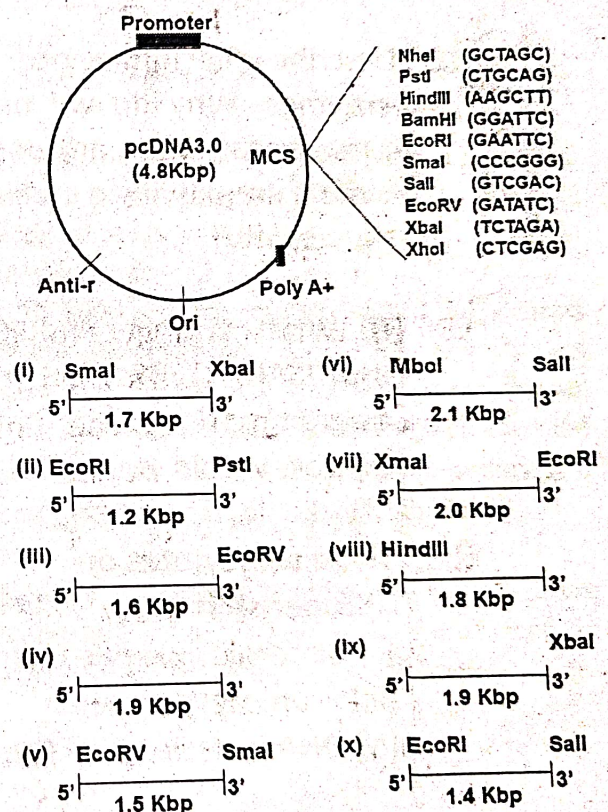 Promoter
pcDNA3.0
(4.8Kbp)
MCS
NheI (GCTAGC)
PstI (CTGCAG)
HindIII (AAGCTT)
BamHI (GGATTC)
EcoRI (GAATTC)
SmaI (CCCGGG)
SalI (GTCGAC)
EcoRV (GATATC)
XbaI (TCTAGA)
XhoI (CTCGAG)
Anti-r
Ori
Poly A+
(i) SmaI XbaI
5' 3'
1.7 Kbp
(ii) EcoRI PstI
5' 3'
1.2 Kbp
(iii) EcoRV
5' 3'
1.6 Kbp
(iv)
5' 3'
1.9 Kbp
(v) EcoRV SmaI
5' 3'
1.5 Kbp
(vi) MboI SalI
5' 3'
2.1 Kbp
(vii) XmaI EcoRI
5' 3'
2.0 Kbp
(viii) HindIII
5' 3'
1.8 Kbp
(ix) XbaI
5' 3'
1.9 Kbp
(x) EcoRI SalI
5' 3'
1.4 Kbp